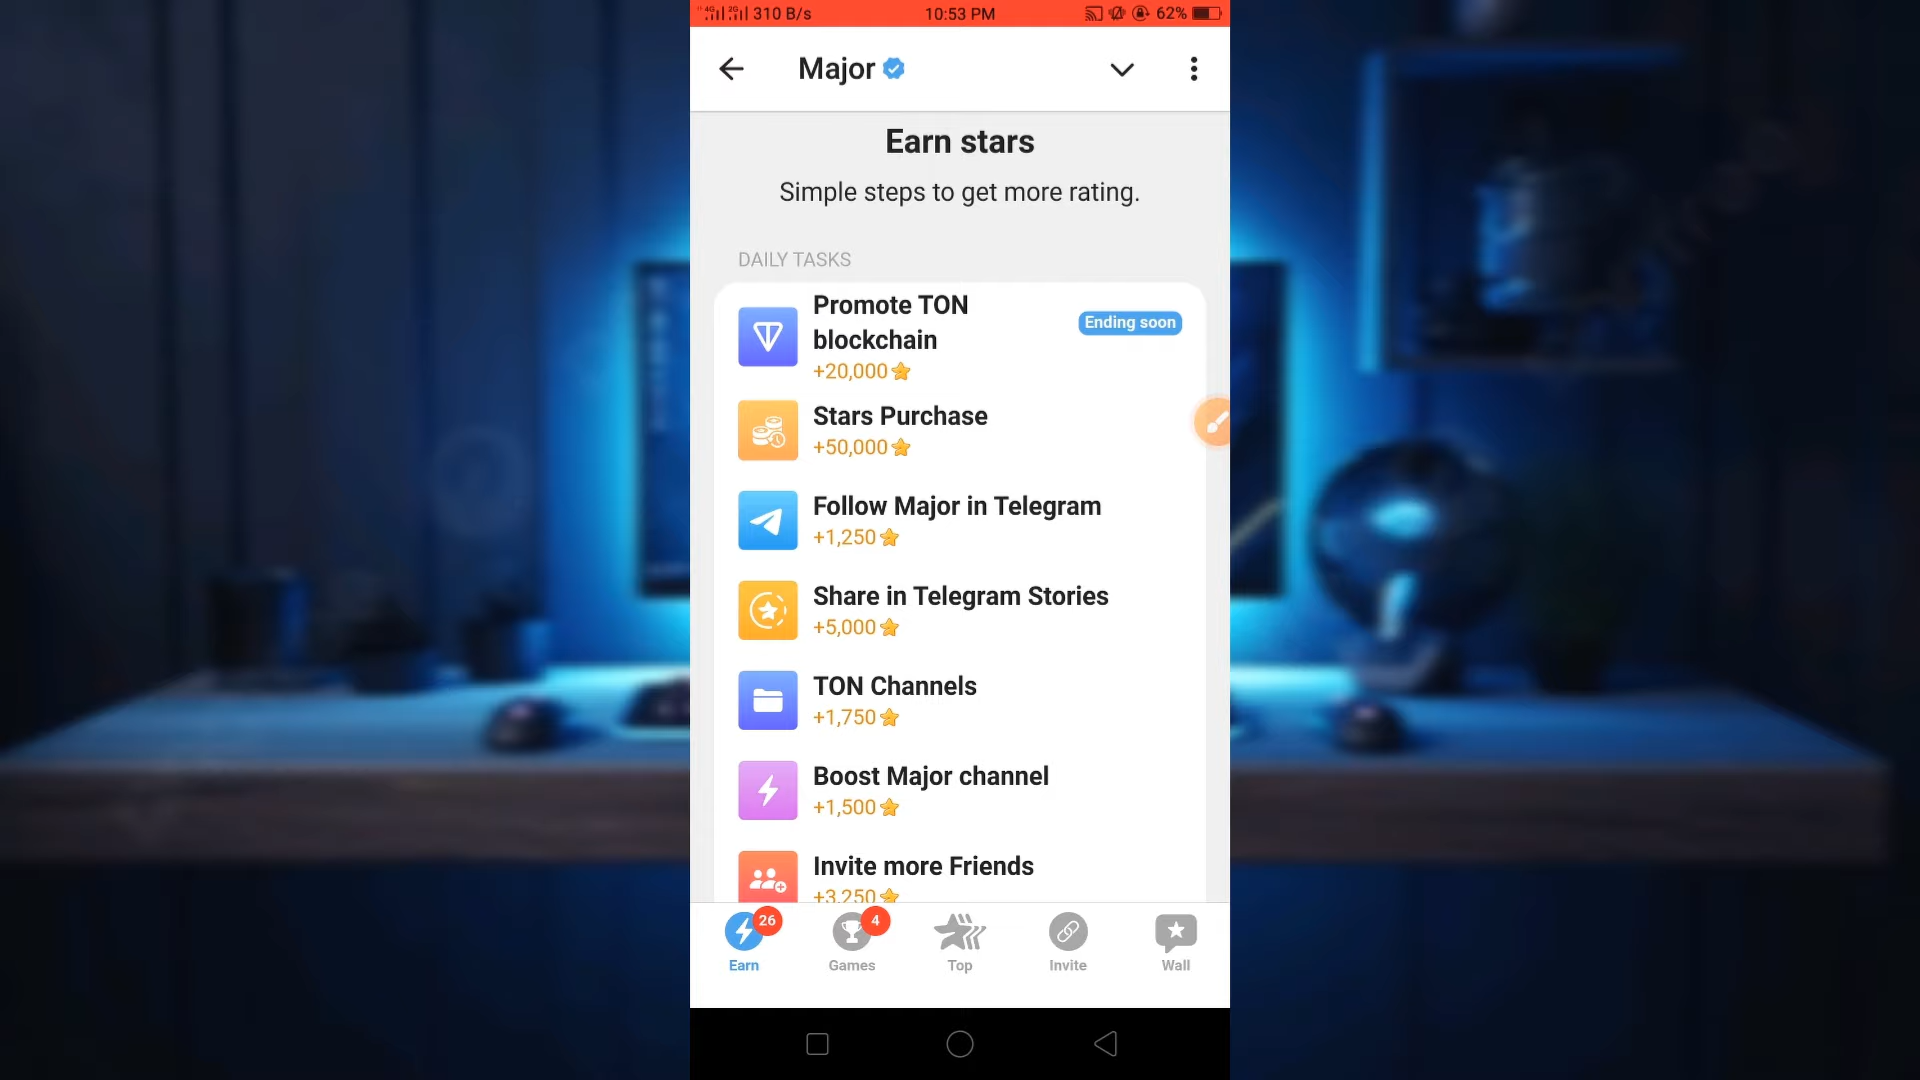 4G 2G 310 B/s 10:53 PM 62%
Major
Earn stars
Simple steps to get more rating.
DAILY TASKS
Promote TON
blockchain
Ending soon
+20,000
Stars Purchase
+50,000
Follow Major in Telegram
+1,250
Share in Telegram Stories
+5,000
TON Channels
+1,750
Boost Major channel
+1,500
Invite more Friends
+3,250
26 4
Earn Games Top Invite Wall